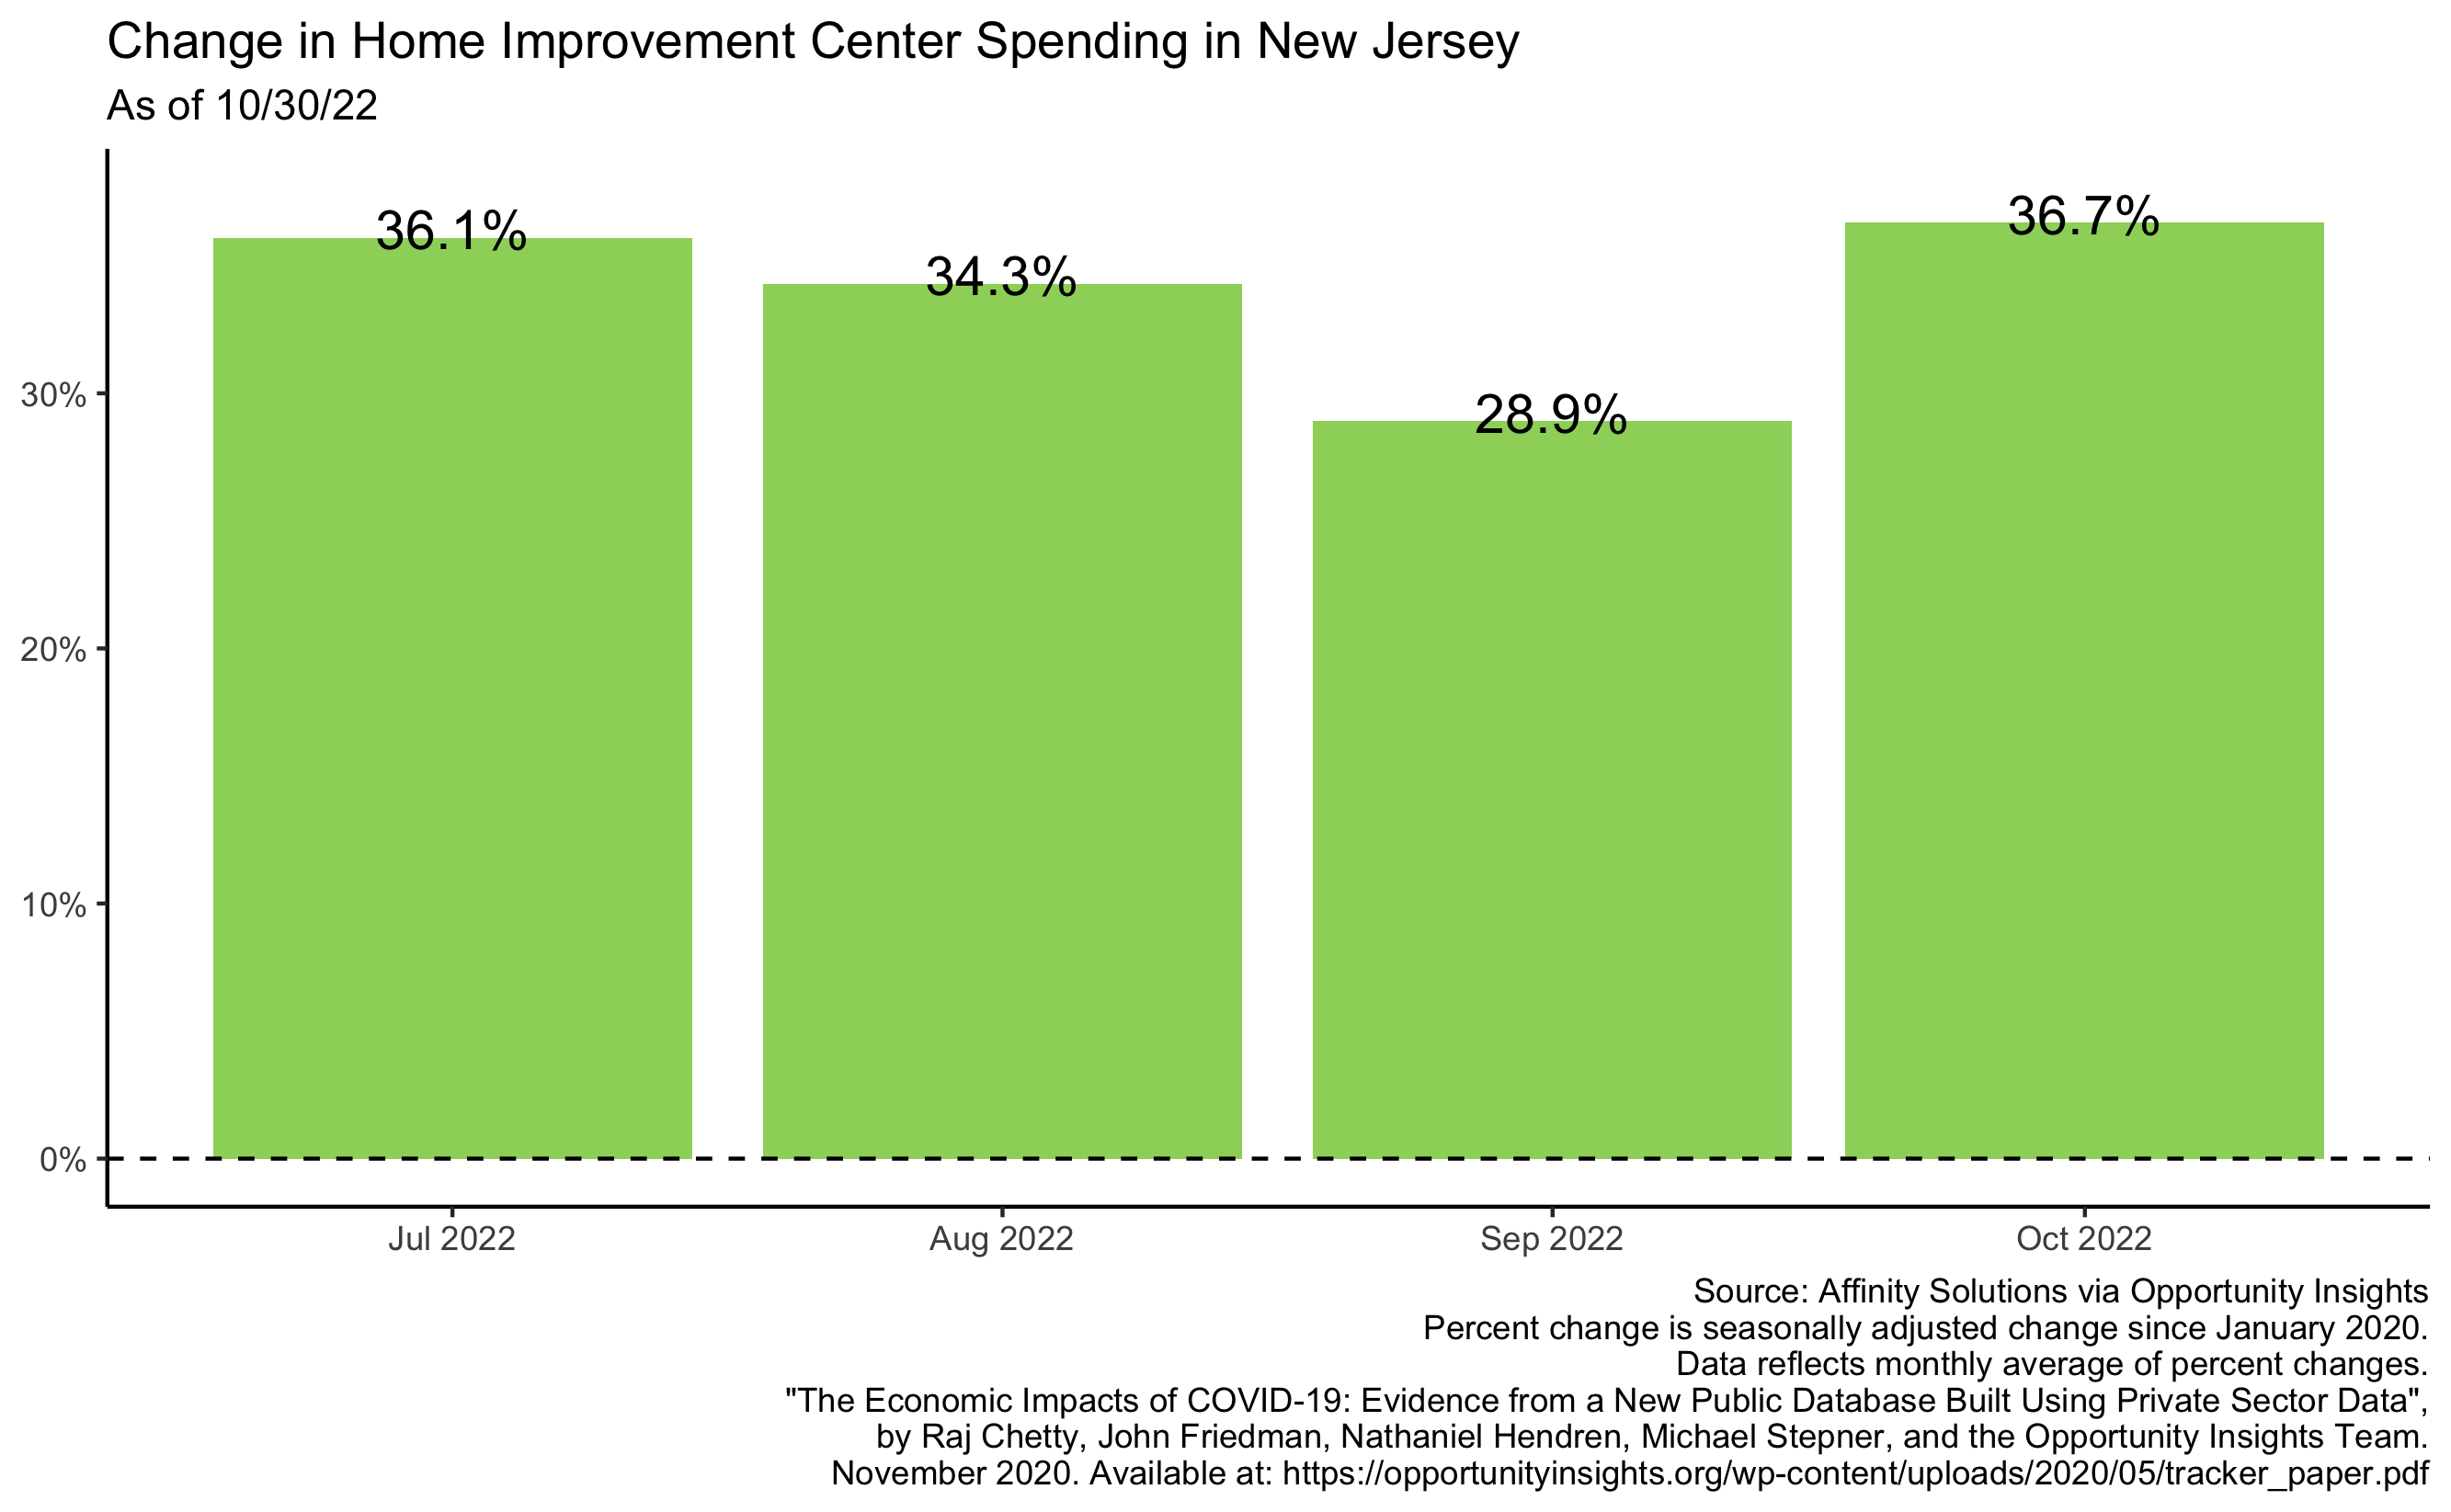 Change in Home Improvement Center Spending in New Jersey
As of 10/30/22
36.1%
34.3%
28.9%
36.7%
30%
20%
10%
0%
Jul 2022
Aug 2022
Sep 2022
Oct 2022
Source: Affinity Solutions via Opportunity Insights
Percent change is seasonally adjusted change since January 2020.
Data reflects monthly average of percent changes.
"The Economic Impacts of COVID-19: Evidence from a New Public Database Built Using Private Sector Data",
by Raj Chetty, John Friedman, Nathaniel Hendren, Michael Stepner, and the Opportunity Insights Team.
November 2020. Available at: https://opportunityinsights.org/wp-content/uploads/2020/05/tracker_paper.pdf